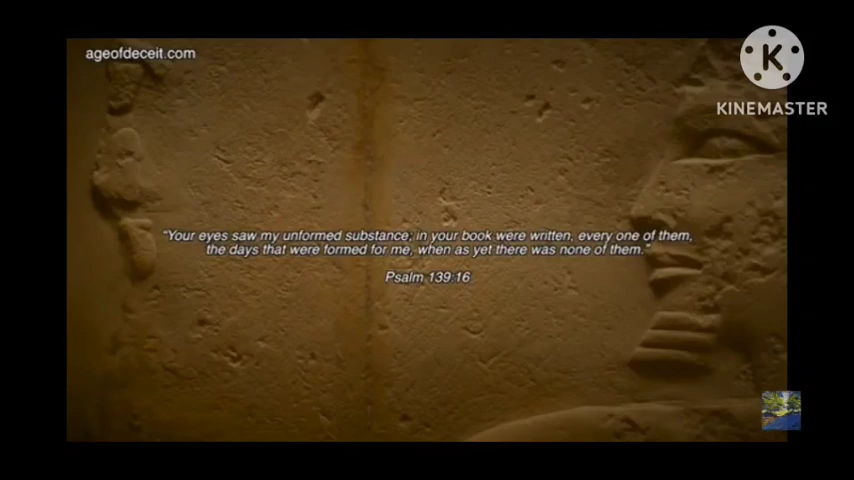 ageofdeceit.com
KINEMASTER
"Your eyes saw my unformed substance; in your book were written, every one of them,
the days that were formed for me, when as yet there was none of them."
Psalm 139:16